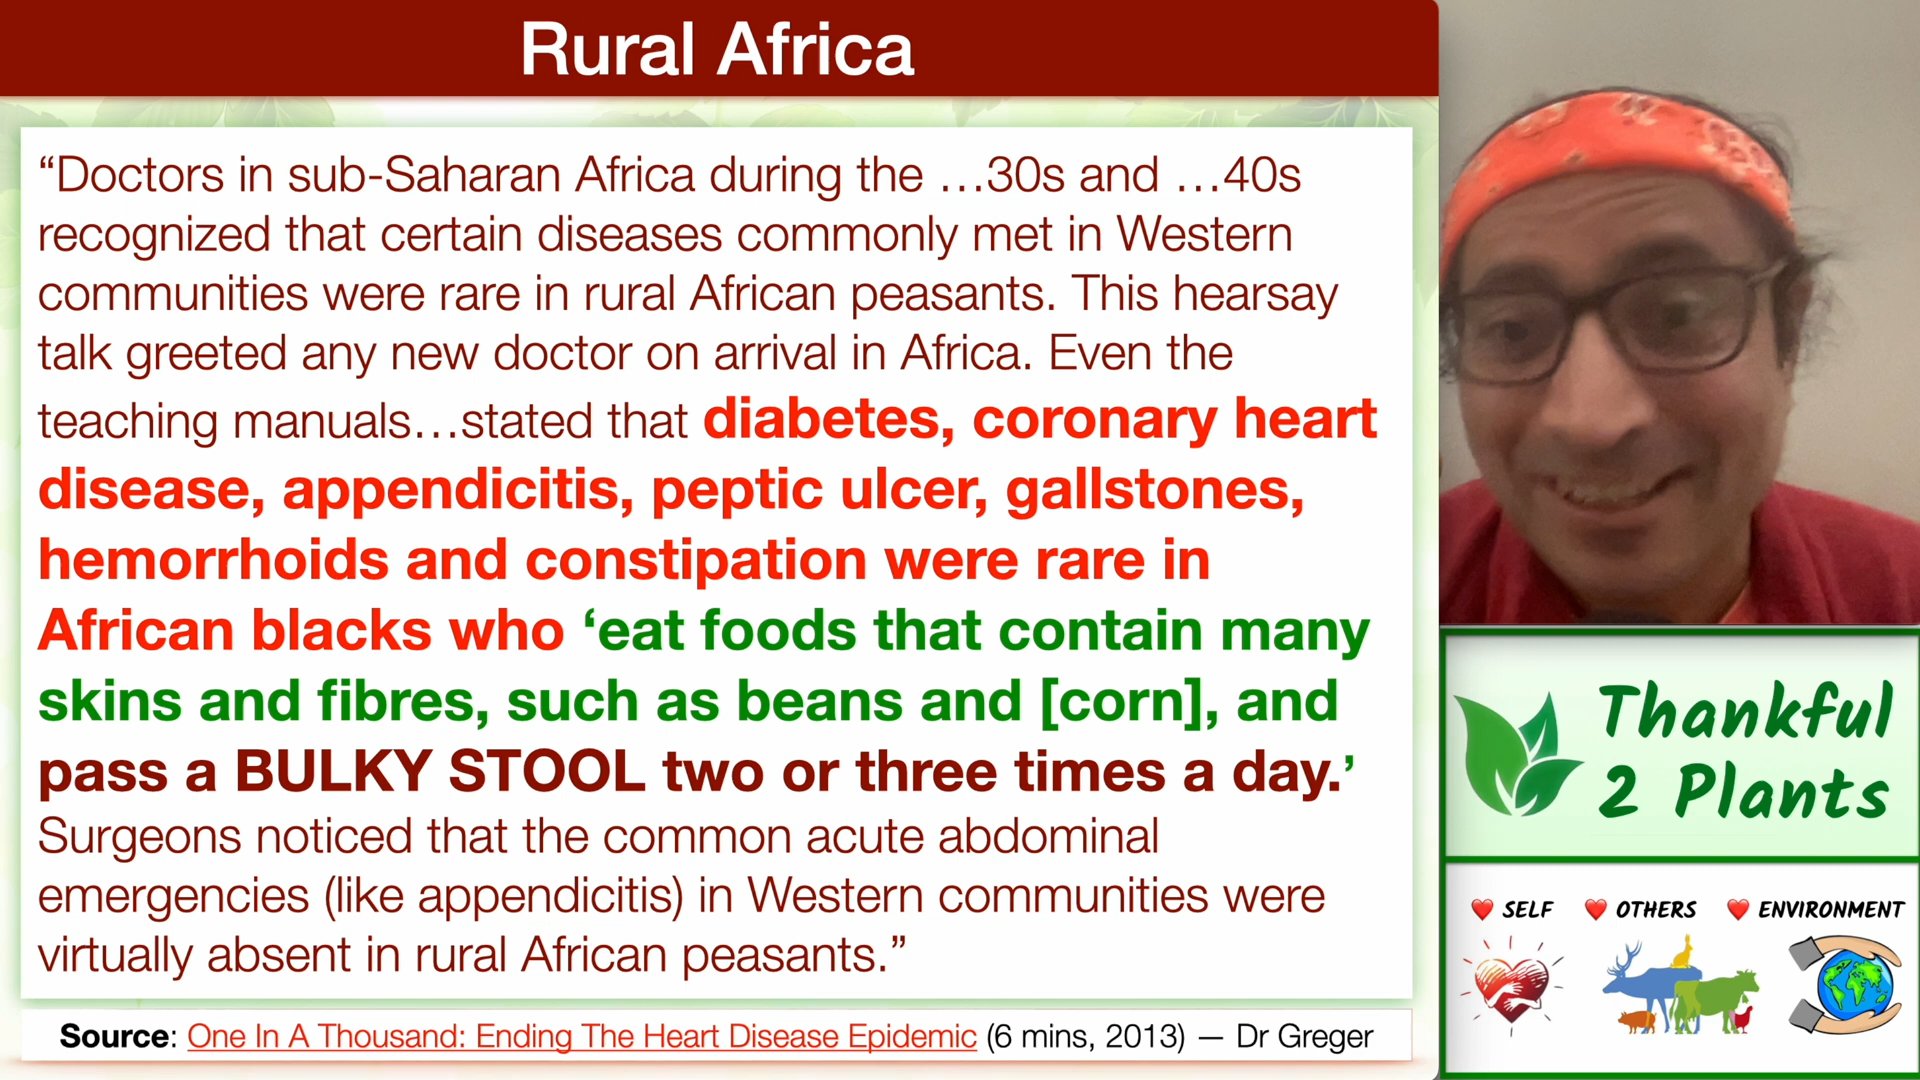 Rural Africa
“Doctors in sub-Saharan Africa during the …30s and …40s
recognized that certain diseases commonly met in Western
communities were rare in rural African peasants. This hearsay
talk greeted any new doctor on arrival in Africa. Even the
teaching manuals…stated that diabetes, coronary heart
disease, appendicitis, peptic ulcer, gallstones,
hemorrhoids and constipation were rare in
African blacks who ‘eat foods that contain many
skins and fibres, such as beans and [corn], and
pass a BULKY STOOL two or three times a day.’
Surgeons noticed that the common acute abdominal
emergencies (like appendicitis) in Western communities were
virtually absent in rural African peasants.”
Source: One In A Thousand: Ending The Heart Disease Epidemic (6 mins, 2013) — Dr Greger
Thankful
2 Plants
SELF OTHERS ENVIRONMENT